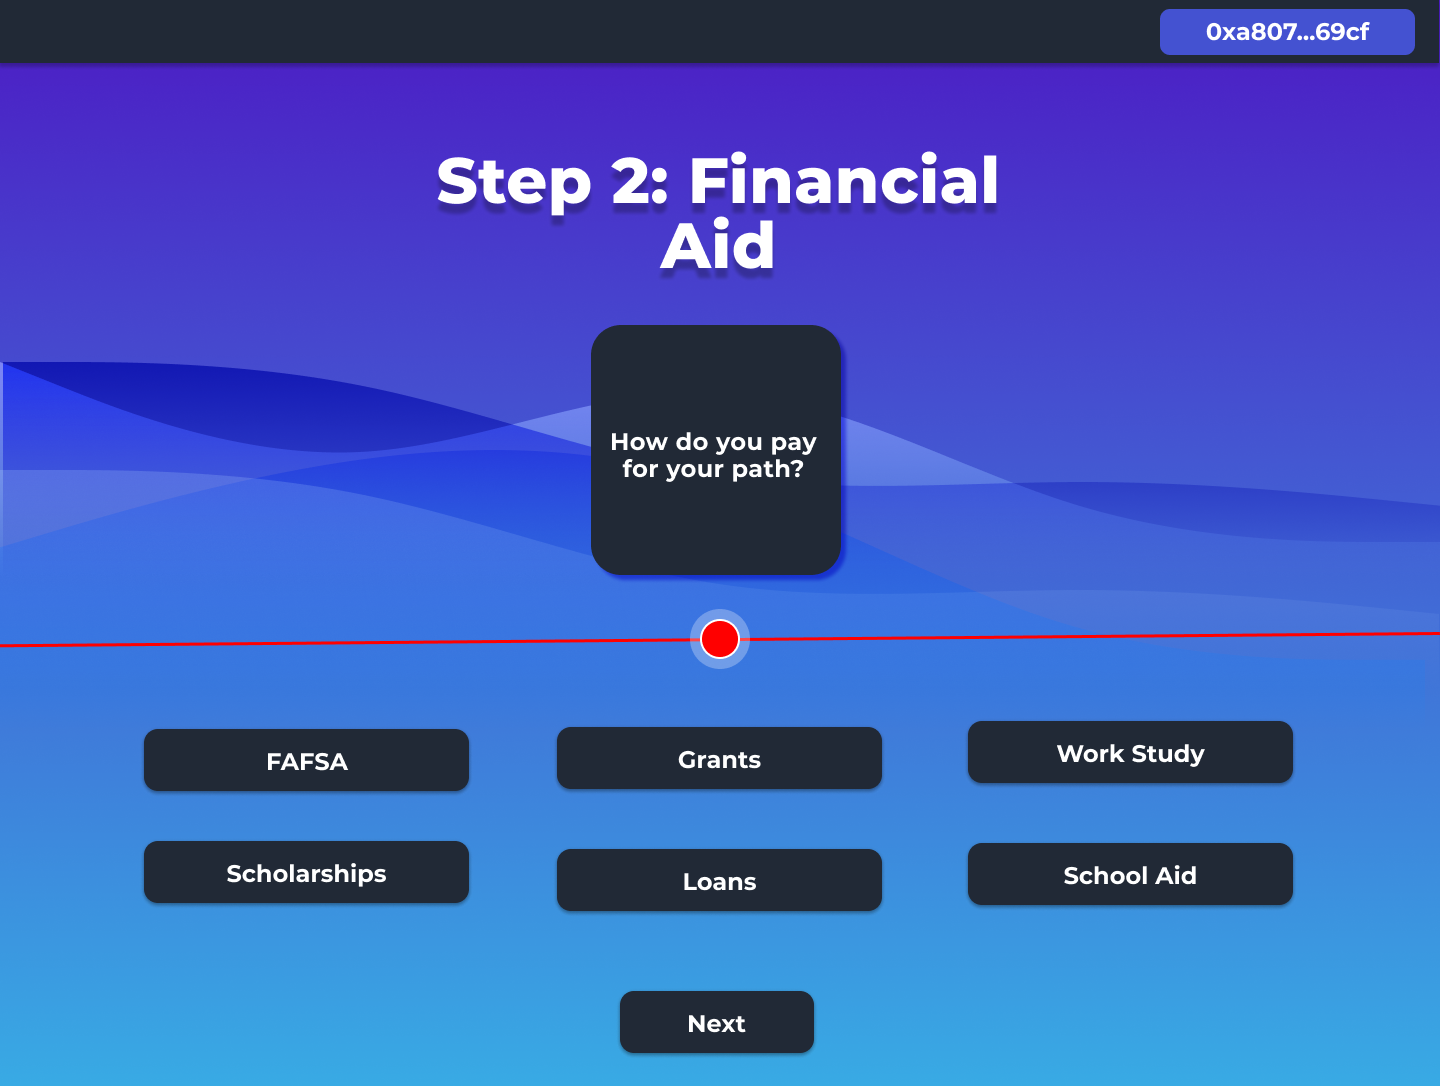 0xa807...69cf
Step 2: Financial
Aid
How do you pay
for your path?
FAFSA
Grants
Work Study
Scholarships
Loans
School Aid
Next